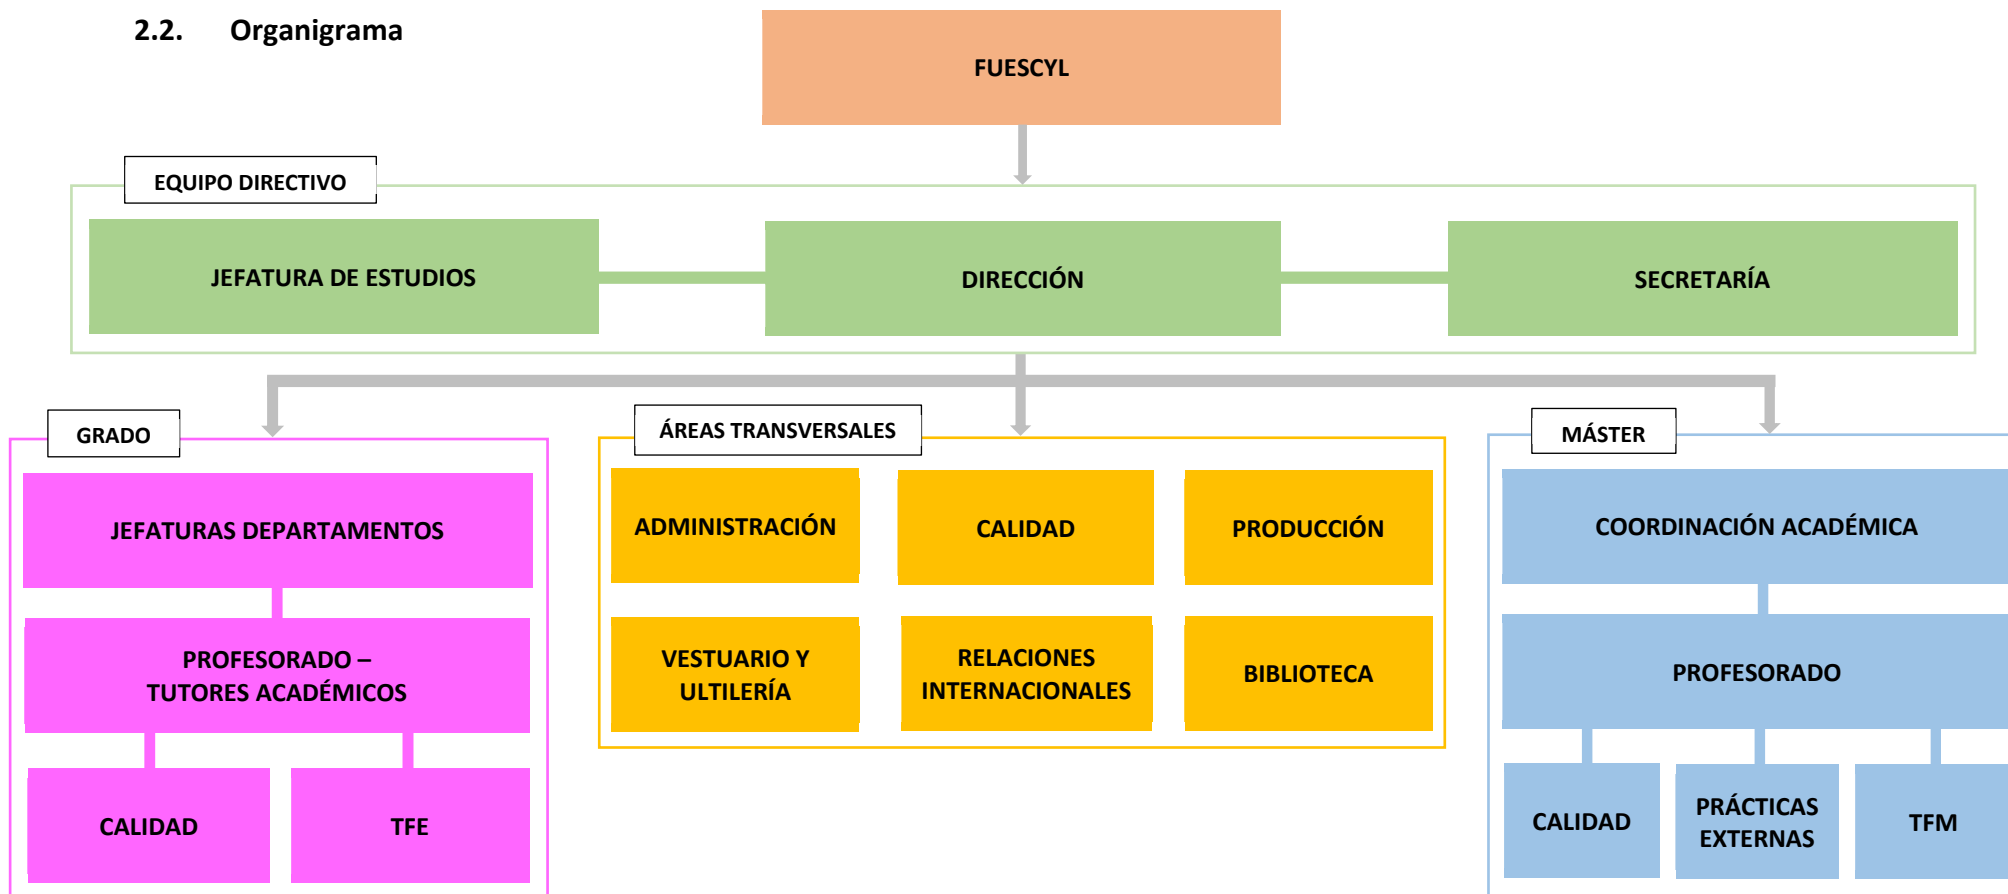 2.2. Organigrama
FUESCYL
EQUIPO DIRECTIVO
JEFATURA DE ESTUDIOS
DIRECCIÓN
SECRETARÍA
GRADO
JEFATURAS DEPARTAMENTOS
PROFESORADO –
TUTORES ACADÉMICOS
CALIDAD
TFE
ÁREAS TRANSVERSALES
ADMINISTRACIÓN
CALIDAD
PRODUCCIÓN
VESTUARIO Y
ULTILERÍA
RELACIONES
INTERNACIONALES
BIBLIOTECA
MÁSTER
COORDINACIÓN ACADÉMICA
PROFESORADO
CALIDAD
PRÁCTICAS
EXTERNAS
TFM